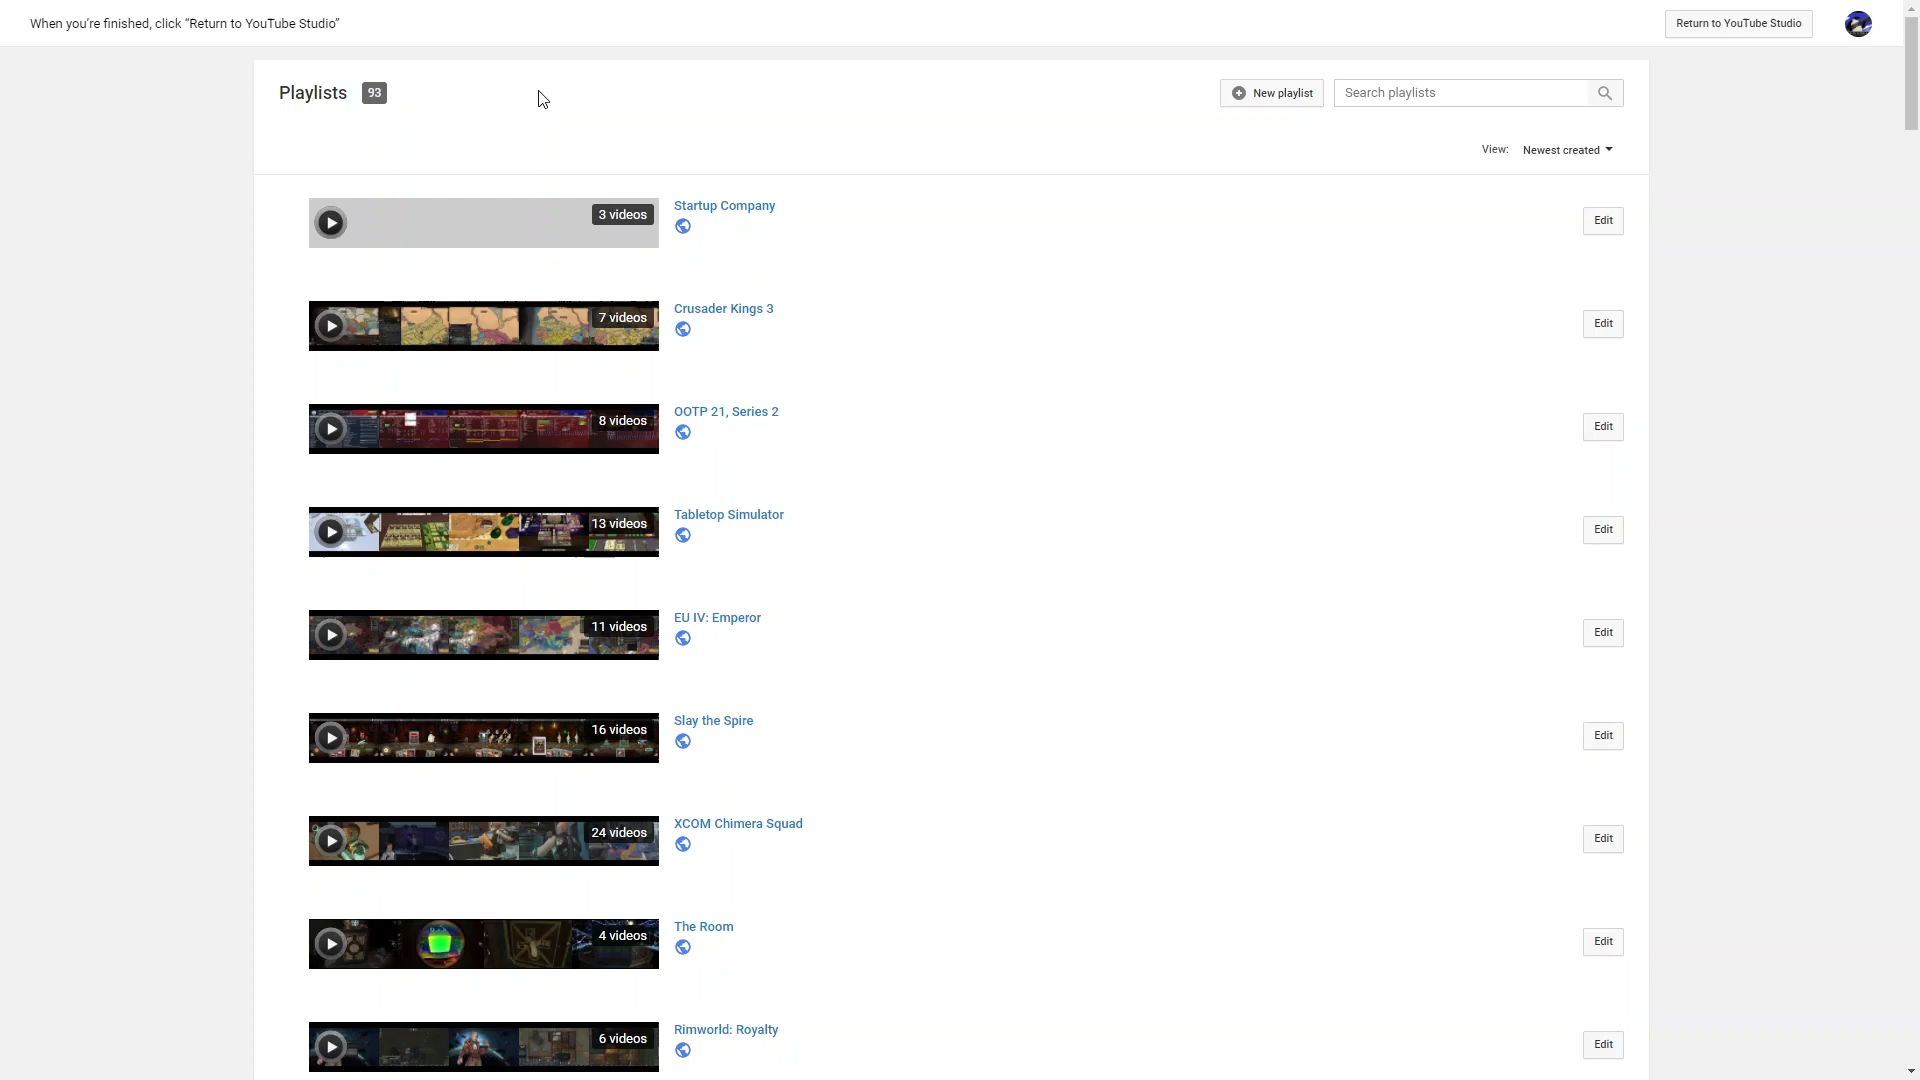 When you're finished, click “Return to YouTube Studio”
Return to YouTube Studio
Playlists 93
New playlist
Search playlists
View: Newest created
3 videos
Startup Company
Edit
7 videos
Crusader Kings 3
Edit
8 videos
OOTP 21, Series 2
Edit
13 videos
Tabletop Simulator
Edit
11 videos
EU IV: Emperor
Edit
16 videos
Slay the Spire
Edit
24 videos
XCOM Chimera Squad
Edit
4 videos
The Room
Edit
6 videos
Rimworld: Royalty
Edit